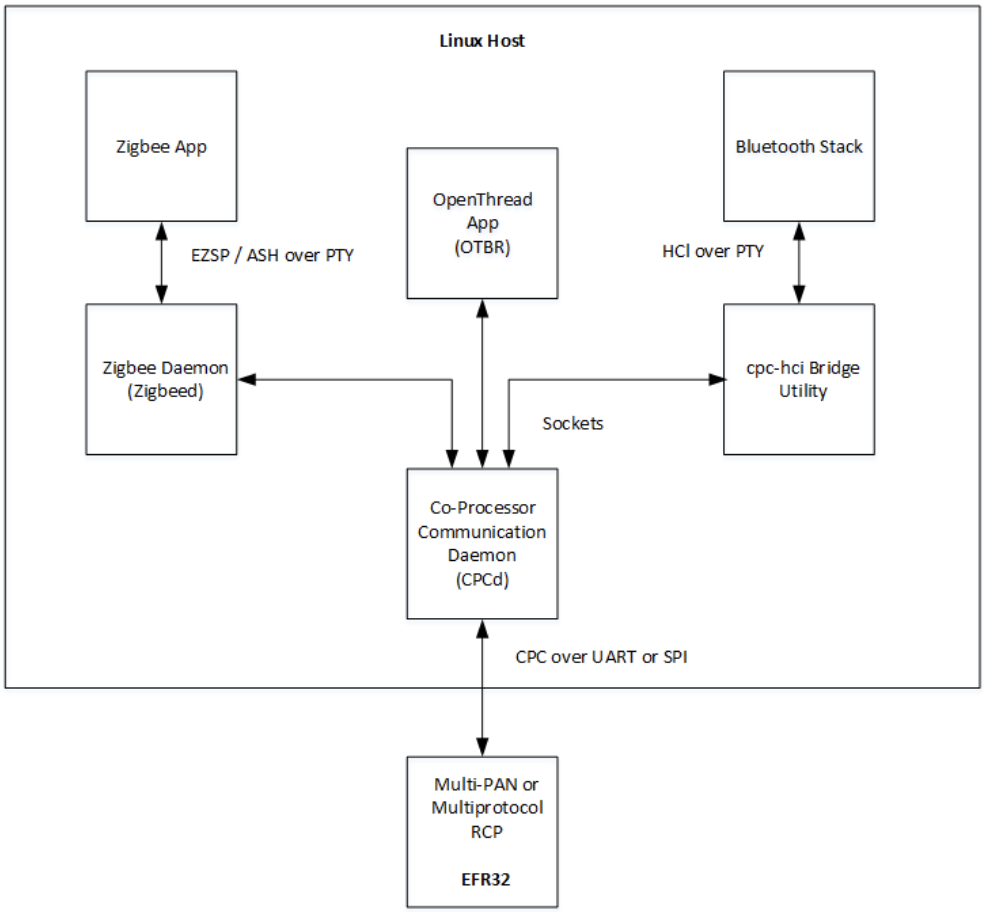 Linux Host
Zigbee App
Bluetooth Stack
OpenThread
App
(OTBR)
EZSP / ASH over PTY
HCl over PTY
Zigbee Daemon
(Zigbeed)
cpc-hci Bridge
Utility
Sockets
Co-Processor
Communication
Daemon
(CPCd)
CPC over UART or SPI
Multi-PAN or
Multiprotocol
RCP
EFR32